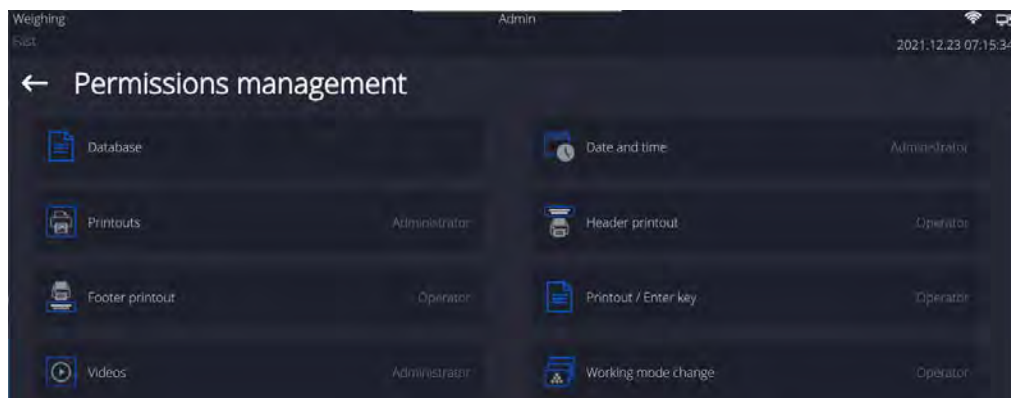 Weighing Admin
Fast 2021.12.23 07:15:34
← Permissions management
Database Date and time Administrator
Printouts Administrator Header printout Operator
Footer printout Operator Printout / Enter key Operator
Videos Administrator Working mode change Operator